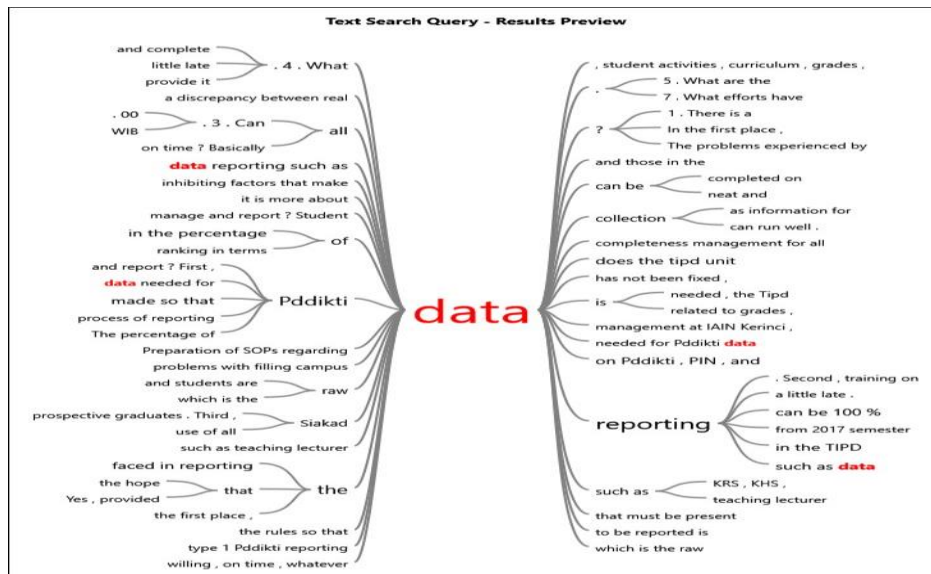 Text Search Query - Results Preview
and complete
little late
provide it
. 4 . What
a discrepancy between real
. 00
WIB
. 3 . Can
on time ? Basically
all
data reporting such as
inhibiting factors that make
it is more about
manage and report ? Student
in the percentage
ranking in terms
of
and report ? First ,
data needed for
made so that
process of reporting
The percentage of
Pddikti
Preparation of SOPs regarding
problems with filling campus
and students are
which is the
raw
prospective graduates . Third ,
use of all
Siakad
such as teaching lecturer
faced in reporting
the hope
Yes , provided
that
the first place ,
the
the rules so that
type 1 Pddikti reporting
willing , on time , whatever
data
, student activities , curriculum , grades ,
.
5 . What are the
7 . What efforts have
?
1 . There is a
In the first place ,
The problems experienced by
and those in the
can be
completed on
neat and
collection
as information for
can run well .
completeness management for all
does the tipd unit
has not been fixed ,
is
needed , the Tipd
related to grades ,
management at IAIN Kerinci ,
needed for Pddikti data
on Pddikti , PIN , and
reporting
. Second , training on
a little late .
can be 100 %
from 2017 semester
in the TIPD
such as data
such as
KRS , KHS ,
teaching lecturer
that must be present
to be reported is
which is the raw